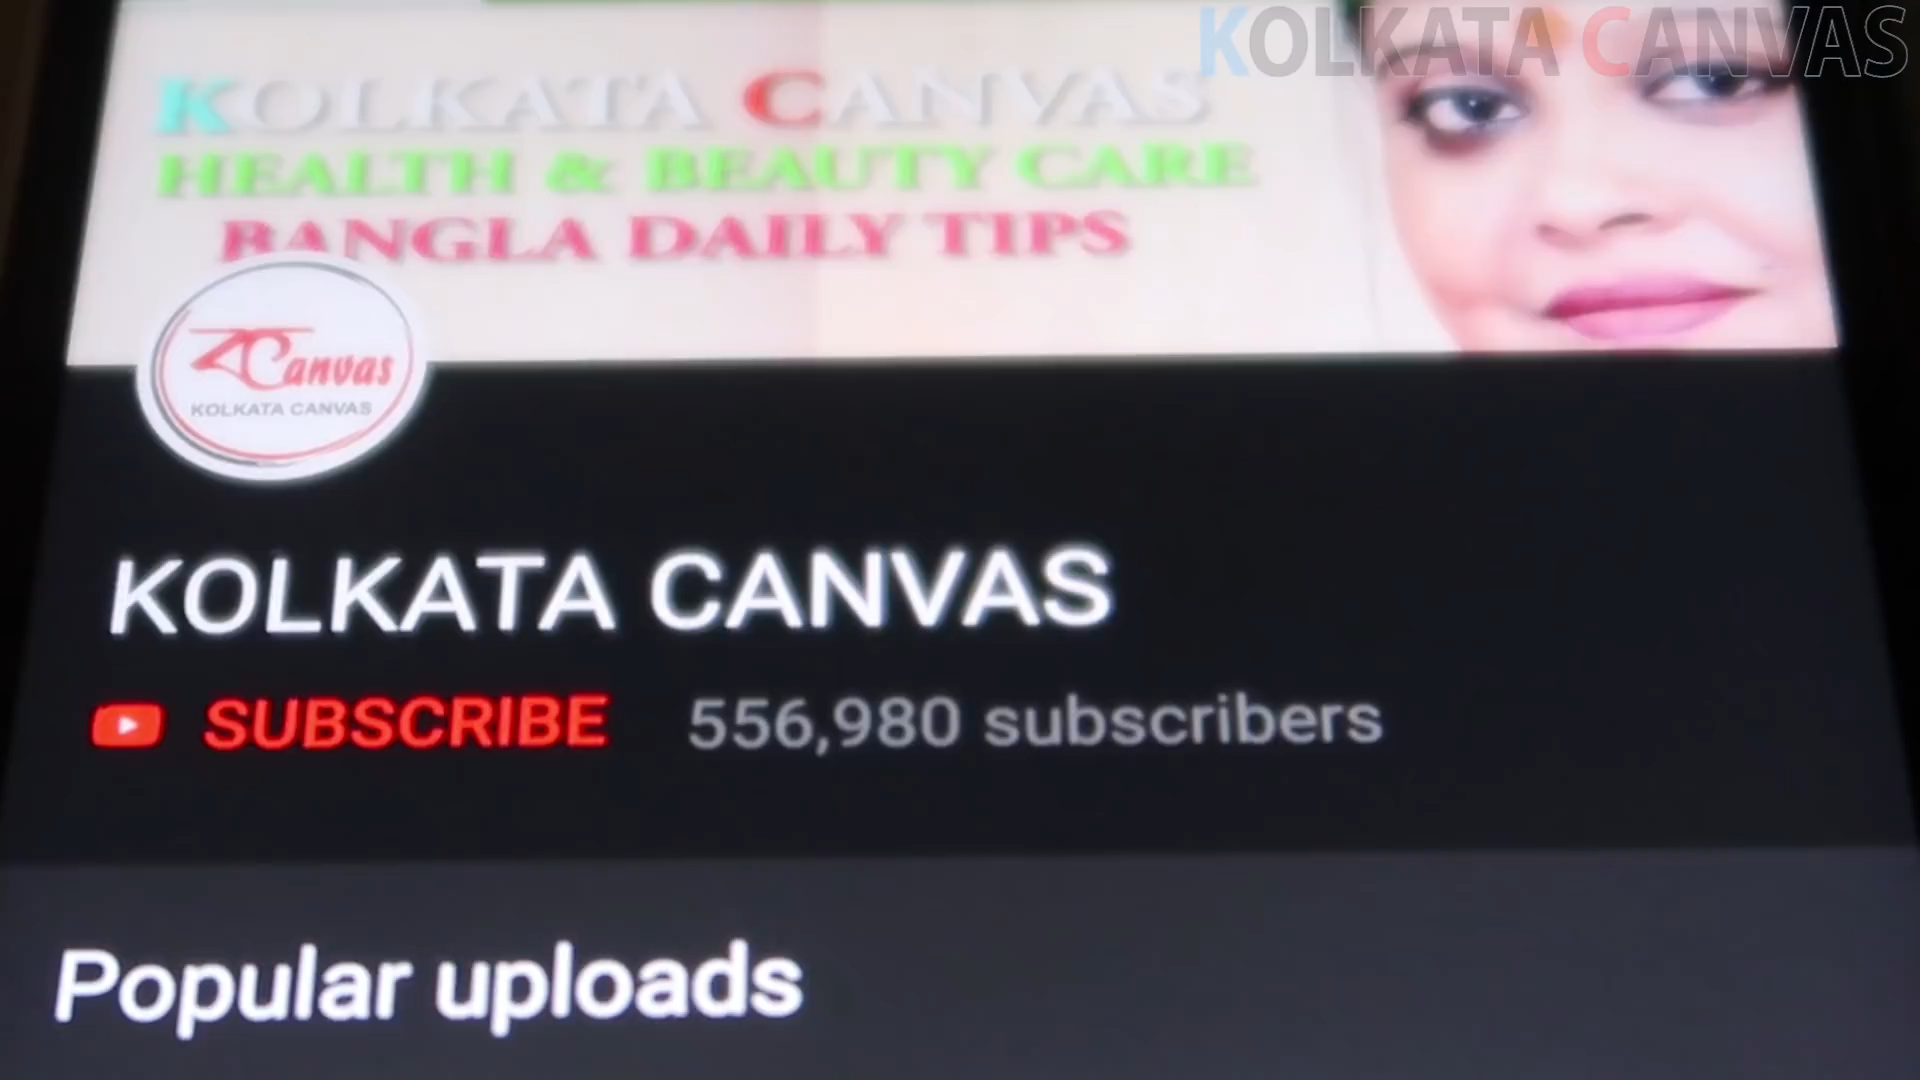 KOLKATA CANVAS
KOLKATA CANVAS
HEALTH & BEAUTY CARE
BANGLA DAILY TIPS
Canvas
KOLKATA CANVAS
KOLKATA CANVAS
SUBSCRIBE 556,980 subscribers
Popular uploads